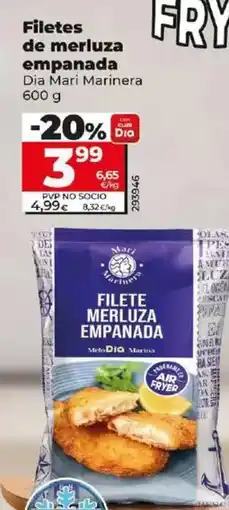 FRY
Filetes
de merluza
empanada
Dia Mari Marinera
600 g
-20%
CON
CLUB
DIA
3,99
6,65
€/kg
PVP NO SOCIO
4,99€ 8,32 €/kg
293946
Mari
Marinera
FILETE
MERLUZA
EMPANADA
Dia
AIR
FRYER